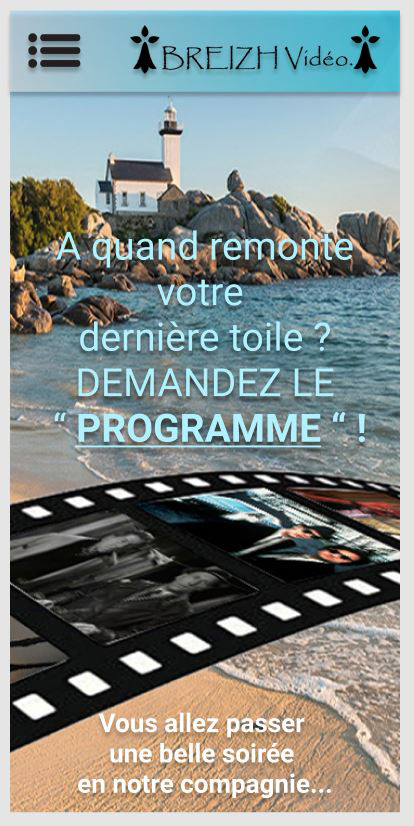 BREIZH Vidéo.
A quand remonte
votre
dernière toile ?
DEMANDEZ LE
“ PROGRAMME “ !
Vous allez passer
une belle soirée
en notre compagnie...